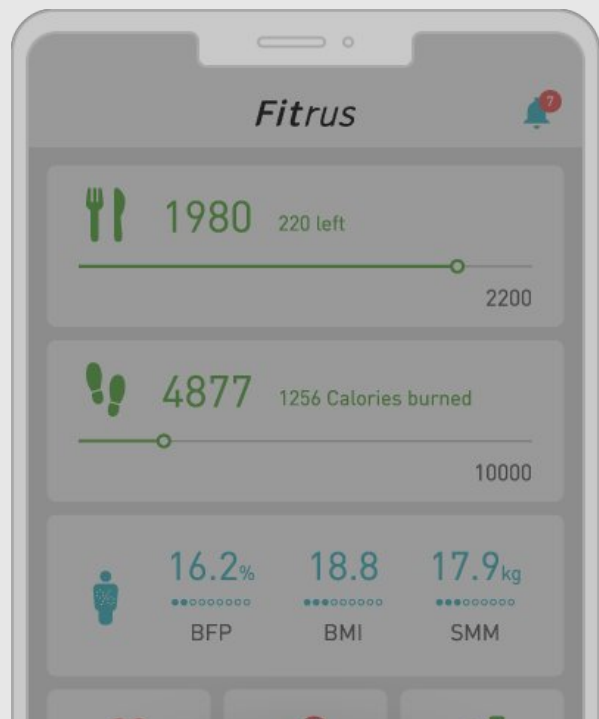 Fitrus
7
1980 220 left
2200
4877 1256 Calories burned
10000
16.2% 18.8 17.9kg
BFP BMI SMM